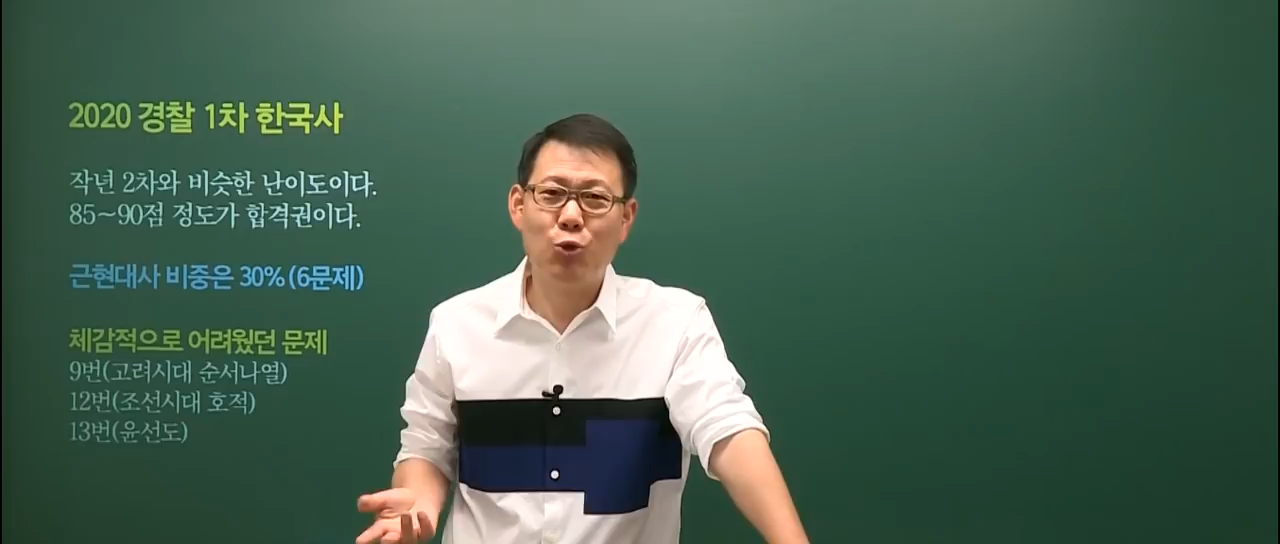 2020 경찰 1차 한국사
작년 2차와 비슷한 난이도이다.
85~90점 정도가 합격권이다.
근현대사 비중은 30% (6문제)
체감적으로 어려웠던 문제
9번(고려시대 순서나열)
12번(조선시대 호적)
13번(윤선도)